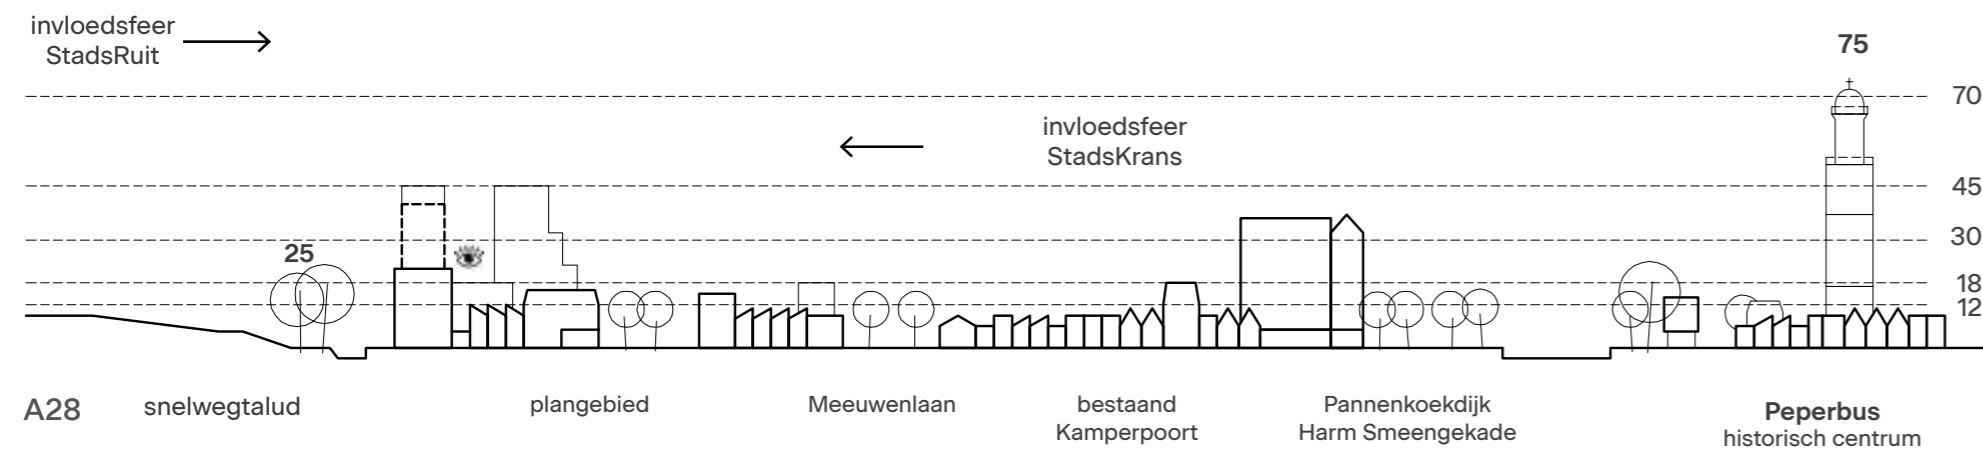 invloedsfeer
StadsRuit
75
70
invloedsfeer
StadsKrans
45
30
25
18
12
A28
snelwegtalud
plangebied
Meeuwenlaan
bestaand
Kamperpoort
Pannenkoekdijk
Harm Smeengekade
Peperbus
historisch centrum